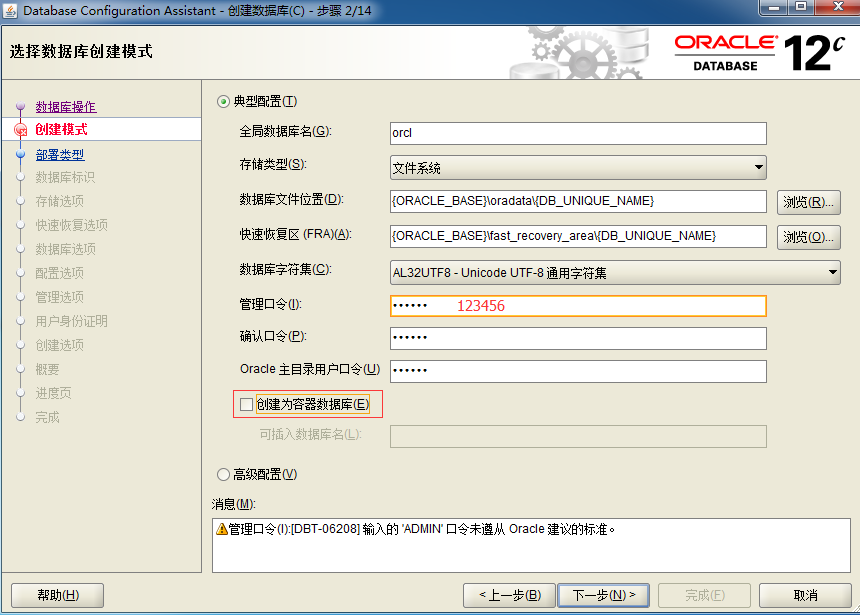 Database Configuration Assistant - 创建数据库(C) - 步骤 2/14
选择数据库创建模式
ORACLE®
DATABASE
12c
数据库操作
创建模式
部署类型
数据库标识
存储选项
快速恢复选项
数据库选项
配置选项
管理选项
用户身份证明
创建选项
概要
进度页
完成
典型配置(T)
全局数据库名(G):
orcl
存储类型(S):
文件系统
数据库文件位置(D):
{ORACLE_BASE}\oradata\{DB_UNIQUE_NAME}
浏览(R)...
快速恢复区 (FRA)(A):
{ORACLE_BASE}\fast_recovery_area\{DB_UNIQUE_NAME}
浏览(O)...
数据库字符集(C):
AL32UTF8 - Unicode UTF-8 通用字符集
管理口令(I):
•••••• 123456
确认口令(P):
••••••
Oracle 主目录用户口令(U)
••••••
创建为容器数据库(E)
可插入数据库名(L):
高级配置(V)
消息(M):
管理口令(I):[DBT-06208] 输入的 'ADMIN' 口令未遵从 Oracle 建议的标准。
帮助(H)
< 上一步(B)
下一步(N) >
完成(F)
取消